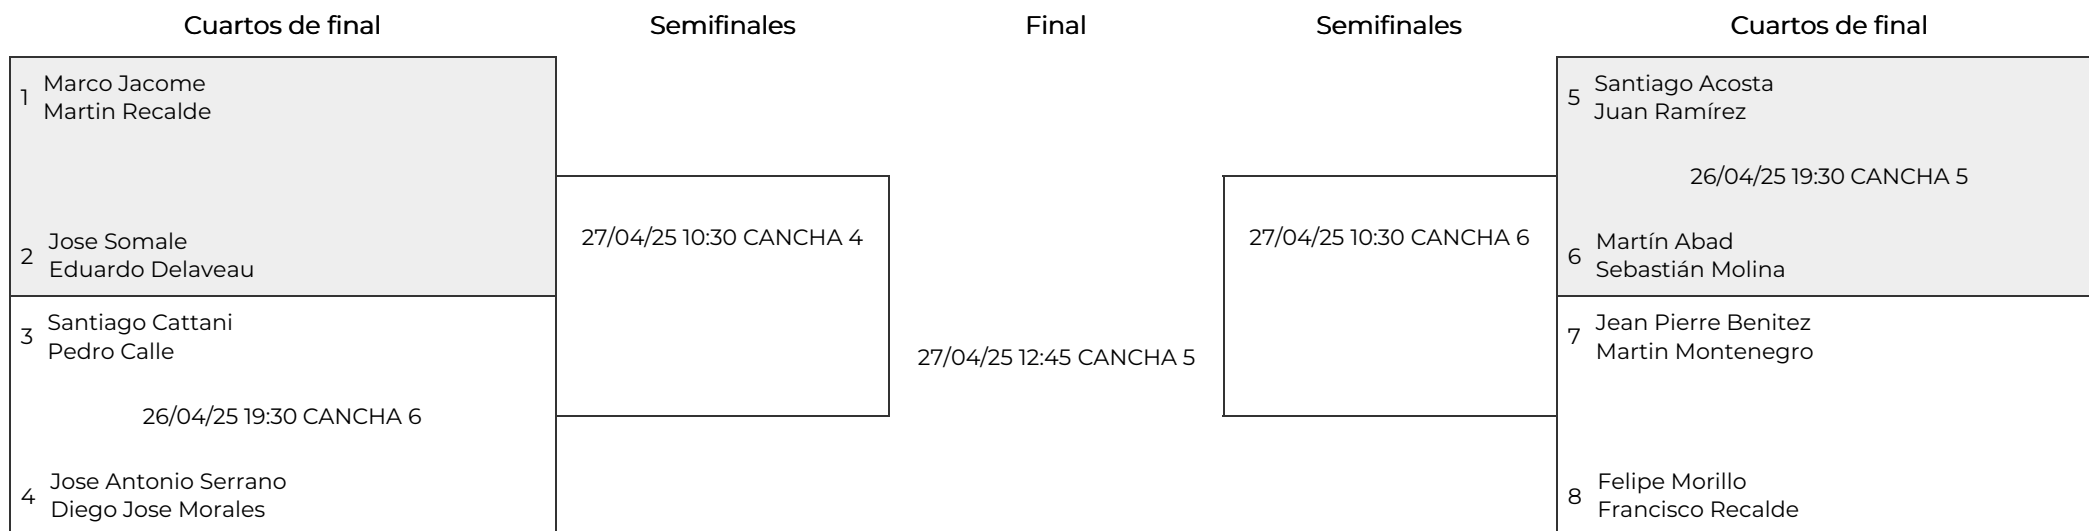 Cuartos de final
Semifinales
Final
Semifinales
Cuartos de final
1
Marco Jacome
Martin Recalde
2
Jose Somale
Eduardo Delaveau
3
Santiago Cattani
Pedro Calle
26/04/25 19:30 CANCHA 6
4
Jose Antonio Serrano
Diego Jose Morales
27/04/25 10:30 CANCHA 4
27/04/25 12:45 CANCHA 5
27/04/25 10:30 CANCHA 6
5
Santiago Acosta
Juan Ramírez
26/04/25 19:30 CANCHA 5
6
Martín Abad
Sebastián Molina
7
Jean Pierre Benitez
Martin Montenegro
8
Felipe Morillo
Francisco Recalde